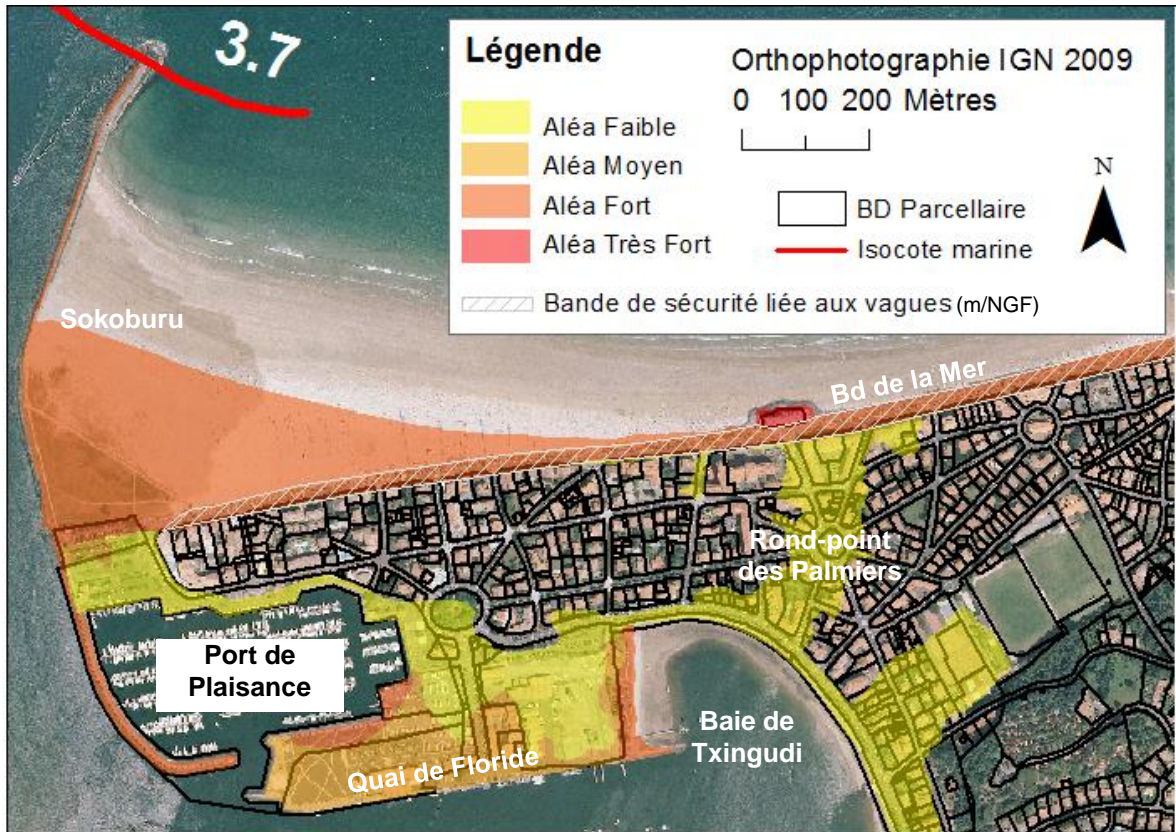 3.7
Légende
Aléa Faible
Aléa Moyen
Aléa Fort
Aléa Très Fort
Bande de sécurité liée aux vagues (m/NGF)
Orthophotographie IGN 2009
0 100 200 Mètres
N
BD Parcellaire
Isocote marine
Sokoburu
Bd de la Mer
Rond-point
des Palmiers
Port de
Plaisance
Baie de
Txingudi
Quai de Floride